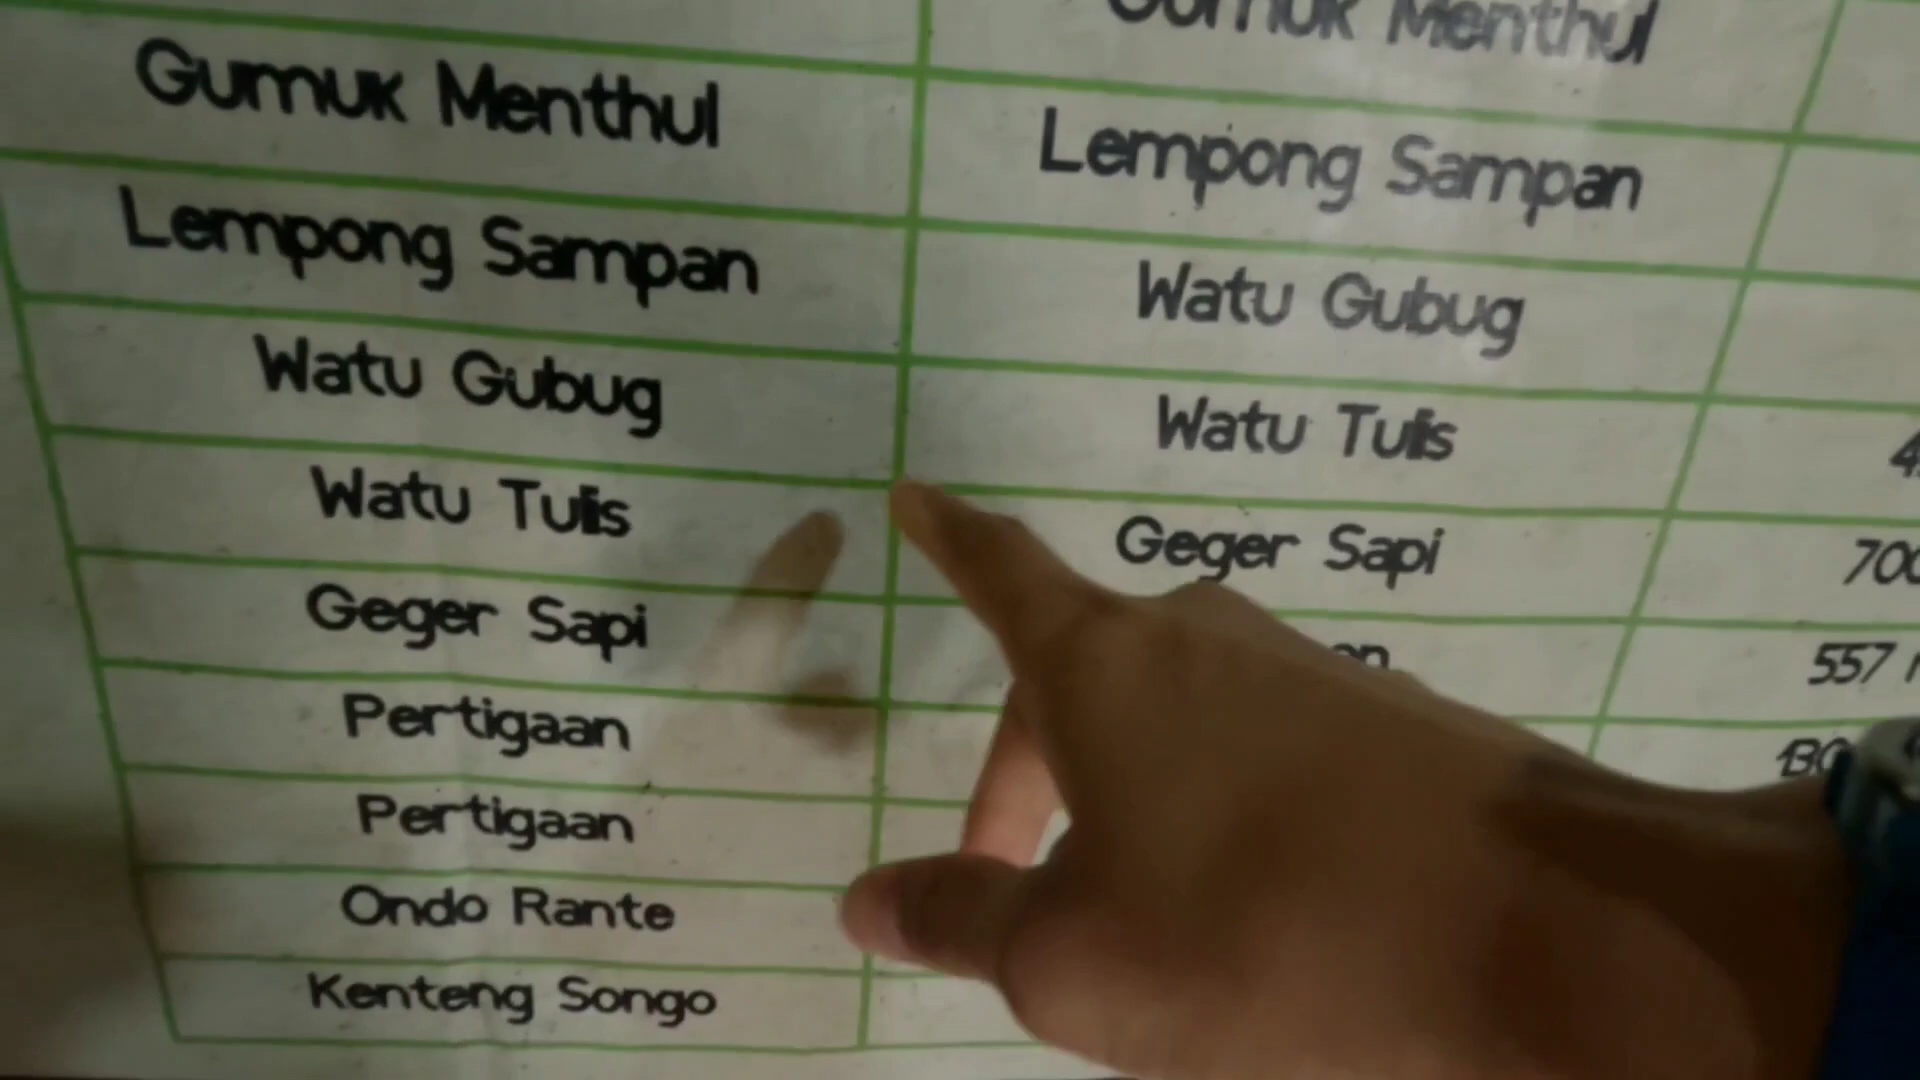 Gumuk Menthul
Gumuk Menthul Lempong Sampan
Lempong Sampan Watu Gubug
Watu Gubug Watu Tulis
Watu Tulis Geger Sapi
Geger Sapi 557
Pertigaan
Pertigaan
Ondo Rante
Kenteng Songo